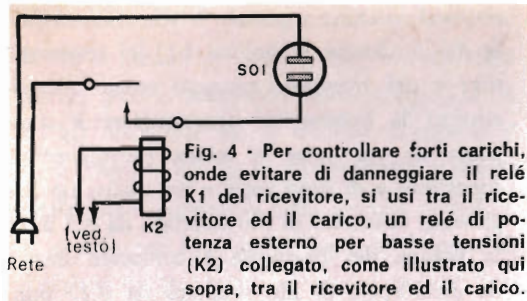 SO1
Fig. 4 - Per controllare forti carichi,
onde evitare di danneggiare il relé
K1 del ricevitore, si usi tra il rice-
vitore ed il carico, un relé di po-
tenza esterno per basse tensioni
(K2) collegato, come illustrato qui
sopra, tra il ricevitore ed il carico.
K2
(ved.
testo)
Rete